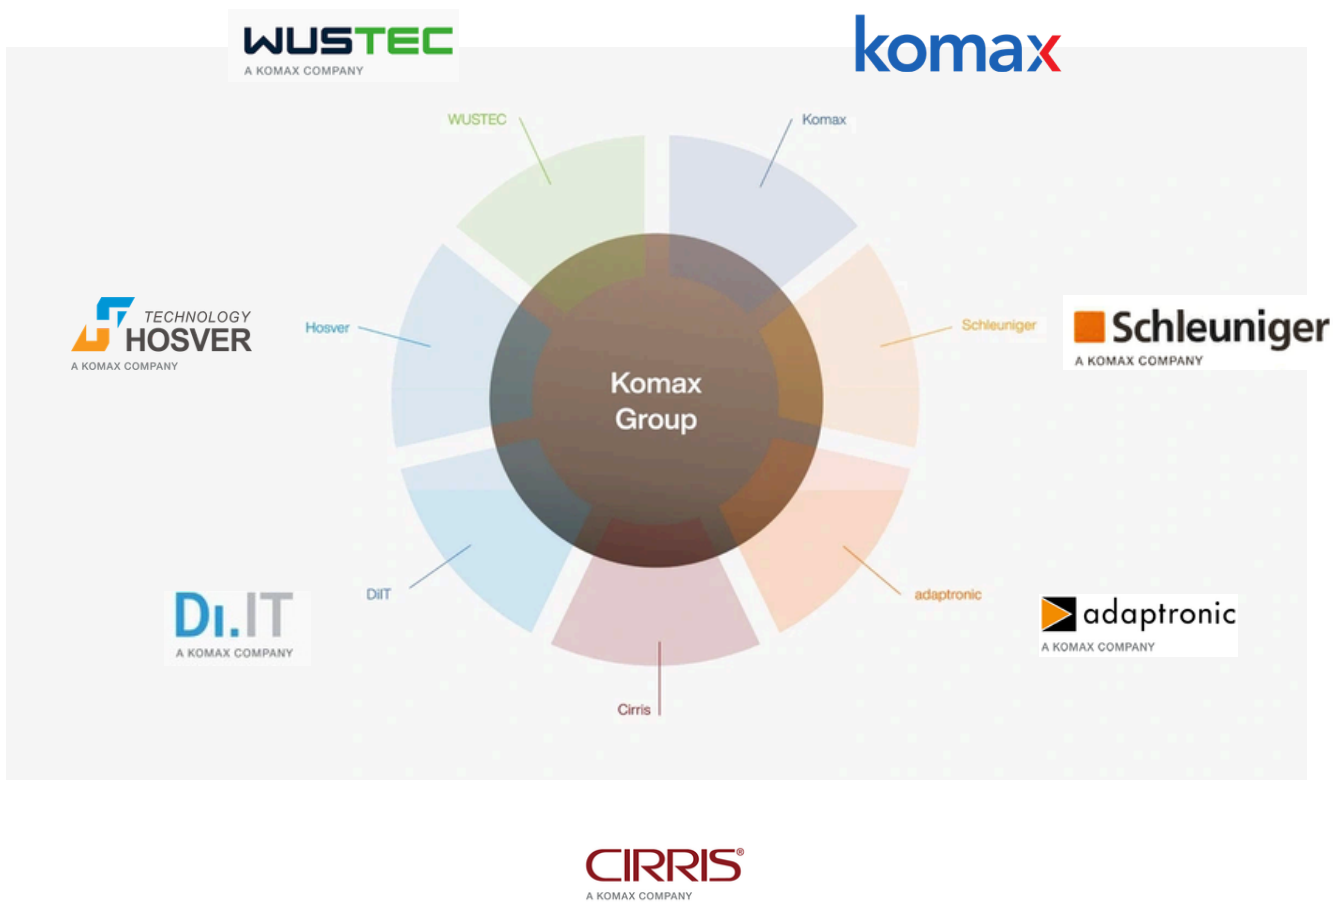 WUSTEC
A KOMAX COMPANY
komax
WUSTEC
Komax
TECHNOLOGY
HOSVER
A KOMAX COMPANY
Hosver
Schleuniger
Schleuniger
A KOMAX COMPANY
Komax
Group
Di.IT
A KOMAX COMPANY
DiIT
adaptronic
adaptronic
A KOMAX COMPANY
Cirris
CIRRIS®
A KOMAX COMPANY